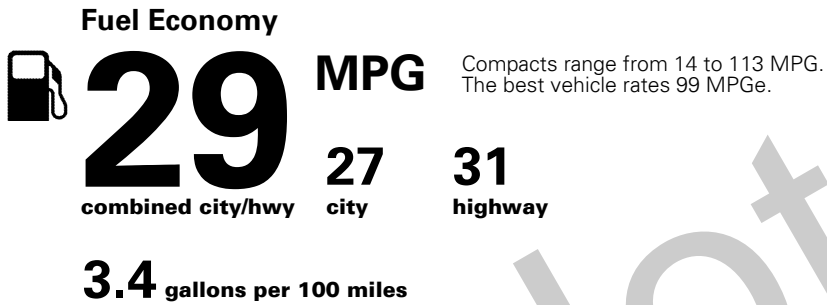 Fuel Economy
29 MPG
Compacts range from 14 to 113 MPG.
The best vehicle rates 99 MPGe.
27 31
combined city/hwy city highway
3.4 gallons per 100 miles